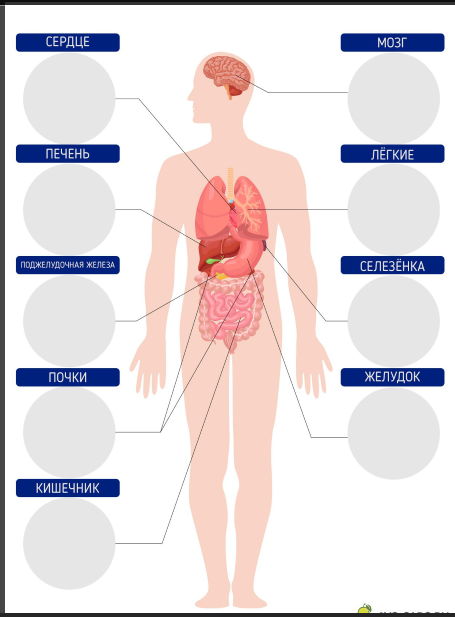 СЕРДЦЕ
МОЗГ
ПЕЧЕНЬ
ЛЁГКИЕ
ПОДЖЕЛУДОЧНАЯ ЖЕЛЕЗА
СЕЛЕЗЁНКА
ПОЧКИ
ЖЕЛУДОК
КИШЕЧНИК